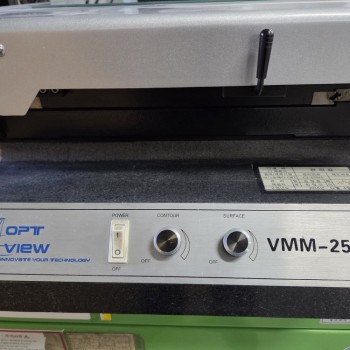 OPT
VIEW
INNOVATE YOUR TECHNOLOGY
POWER
OFF
CONTOUR
OFF
SURFACE
OFF
VMM-25